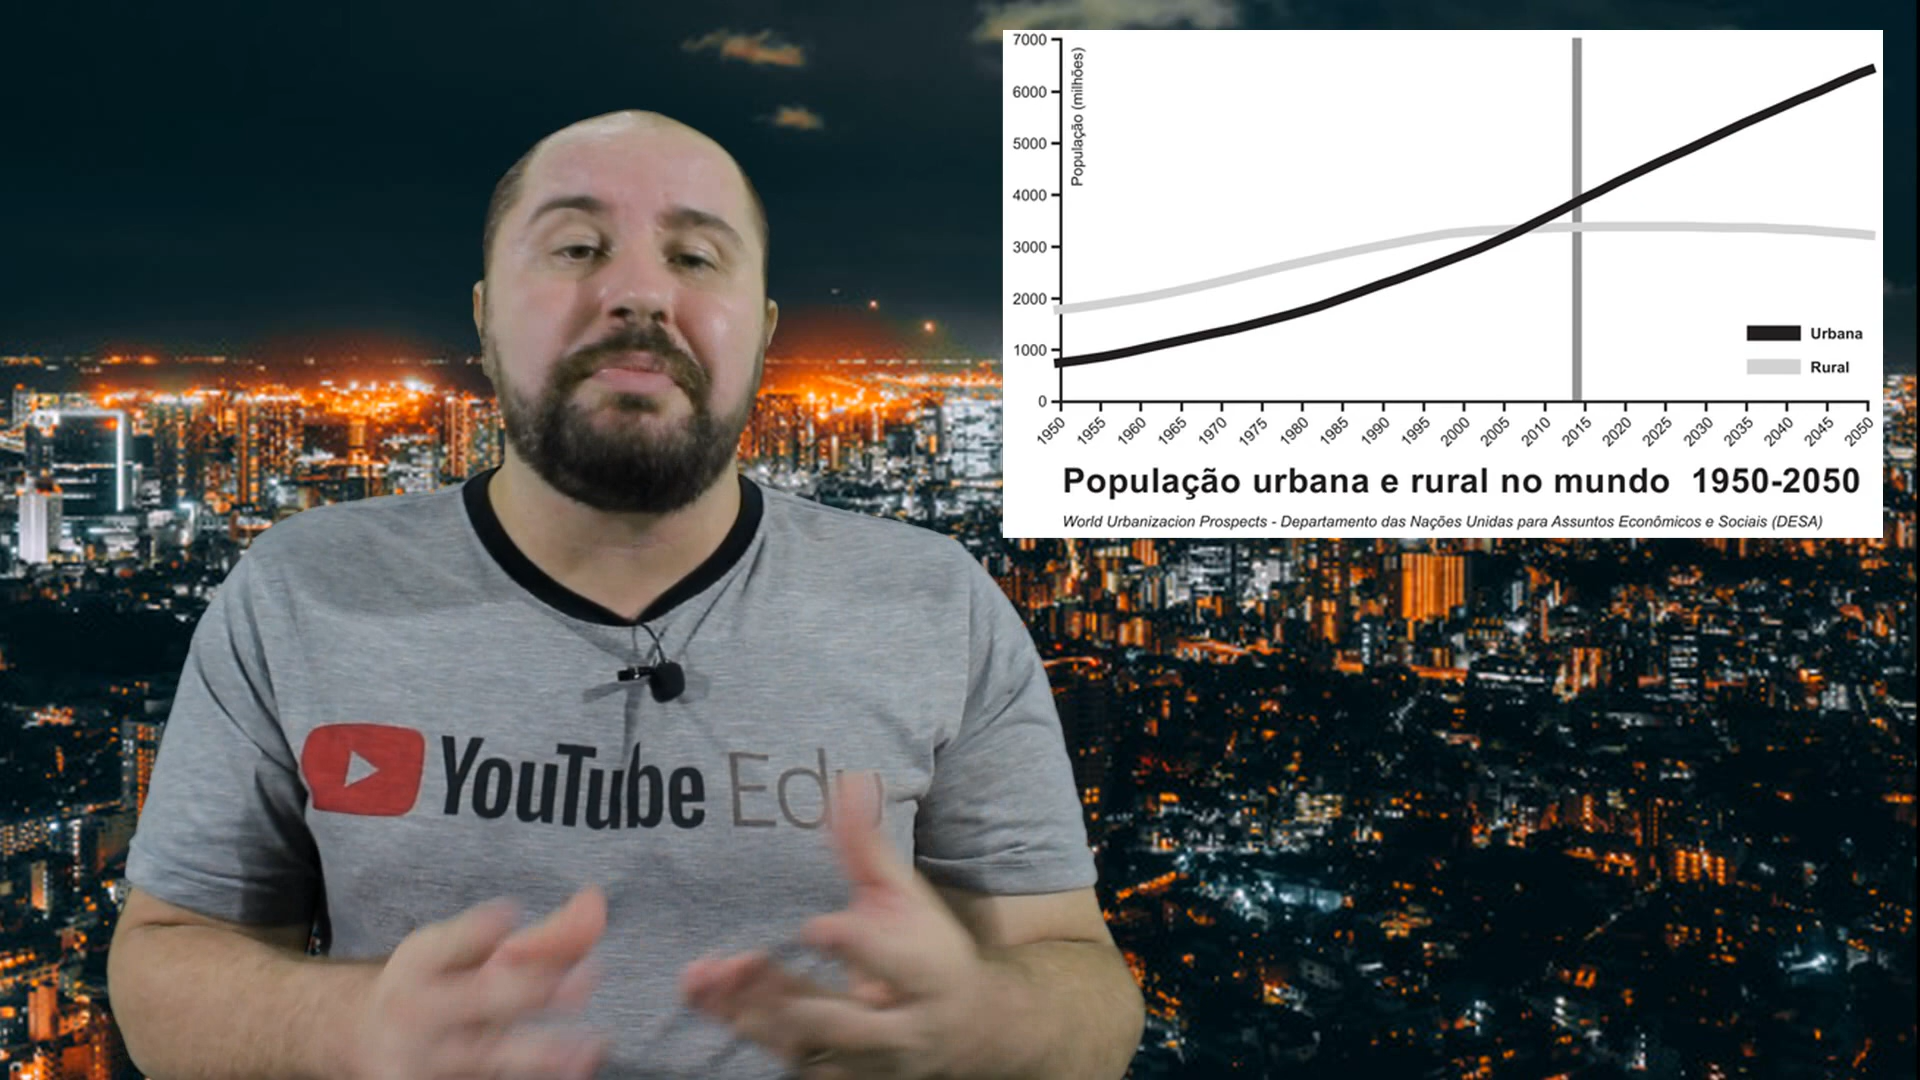 7000
6000
5000
4000
3000
2000
1000
0
População (milhões)
Urbana
Rural
1950 1955 1960 1965 1970 1975 1980 1985 1990 1995 2000 2005 2010 2015 2020 2025 2030 2035 2040 2045 2050
População urbana e rural no mundo 1950-2050
World Urbanizacion Prospects - Departamento das Nações Unidas para Assuntos Econômicos e Sociais (DESA)
YouTube Edu